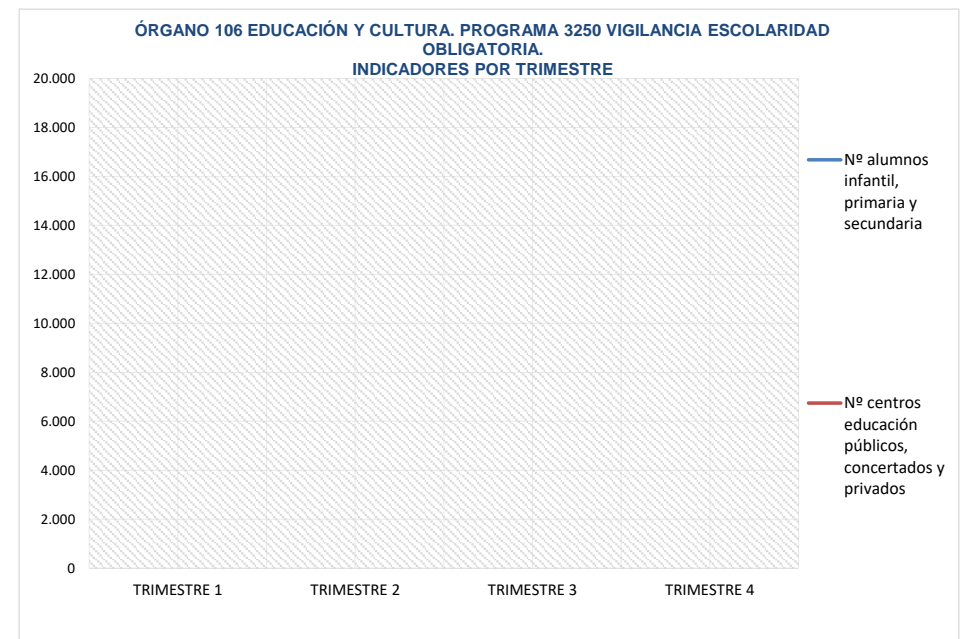 ÓRGANO 106 EDUCACIÓN Y CULTURA. PROGRAMA 3250 VIGILANCIA ESCOLARIDAD
OBLIGATORIA.
INDICADORES POR TRIMESTRE
20.000
18.000
16.000
14.000
12.000
10.000
8.000
6.000
4.000
2.000
0
TRIMESTRE 1
TRIMESTRE 2
TRIMESTRE 3
TRIMESTRE 4
Nº alumnos
infantil,
primaria y
secundaria
Nº centros
educación
públicos,
concertados y
privados